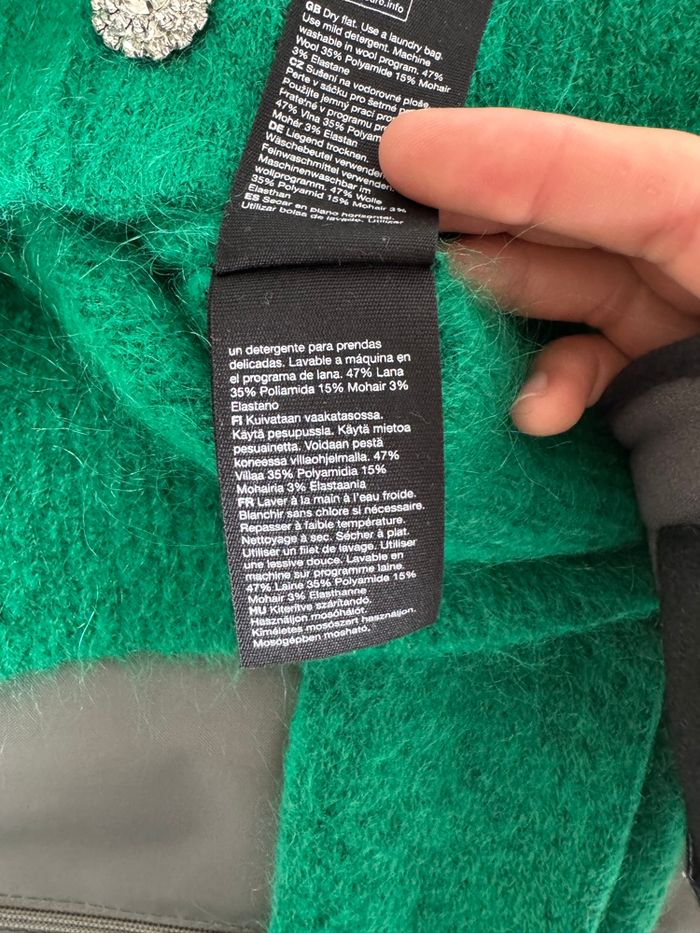 GB Dry flat. Use a laundry bag.
Use mild detergent. Machine
washable in wool program. 47%
Wool 35% Polyamide 15% Mohair
3% Elastane
CZ Sušení na vodorovné ploše.
Perte v sáčku pro šetrné
Použijte jemný prací
Pratelné v programu
47% Vlna 35%
Mohér 3% Elastan
DE Liegend trocknen.
Wäschebeutel verwenden.
Feinwaschmittel verwenden.
Maschinenwaschbar im
wollprogramm. 47% Wolle
35% Polyamid 15% Mohair 3%
Elasthan
ES Secar en plano horizontal.
Utilizar bolsa de lavado. Utilizar
un detergente para prendas
delicadas. Lavable a máquina en
el programa de lana. 47% Lana
35% Poliamida 15% Mohair 3%
Elastano
FI Kuivataan vaakatasossa.
Käytä pesupussia. Käytä mietoa
pesuainetta. Voidaan pestä
koneessa villaohjelmalla. 47%
Villaa 35% Polyamidia 15%
Mohairia 3% Elastaania
FR Laver à la main à l'eau froide.
Blanchir sans chlore si nécessaire.
Repasser à faible température.
Nettoyage à sec. Sécher à plat.
Utiliser un filet de lavage. Utiliser
une lessive douce. Lavable en
machine sur programme laine.
47% Laine 35% Polyamide 15%
Mohair 3% Elasthanne
HU Kiterítve szárítandó.
Használjon mosóhálót.
Kíméletes mosószert használjon.
Mosógépben mosható.